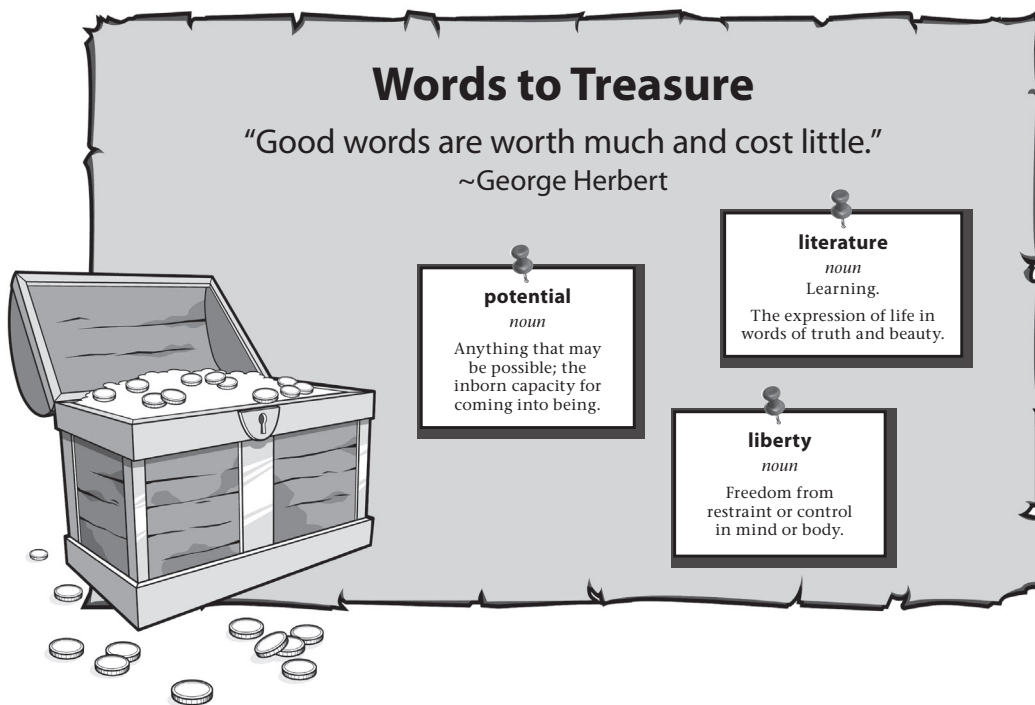 Words to Treasure
“Good words are worth much and cost little.”
~George Herbert
potential
noun
Anything that may
be possible; the
inborn capacity for
coming into being.
literature
noun
Learning.
The expression of life in
words of truth and beauty.
liberty
noun
Freedom from
restraint or control
in mind or body.